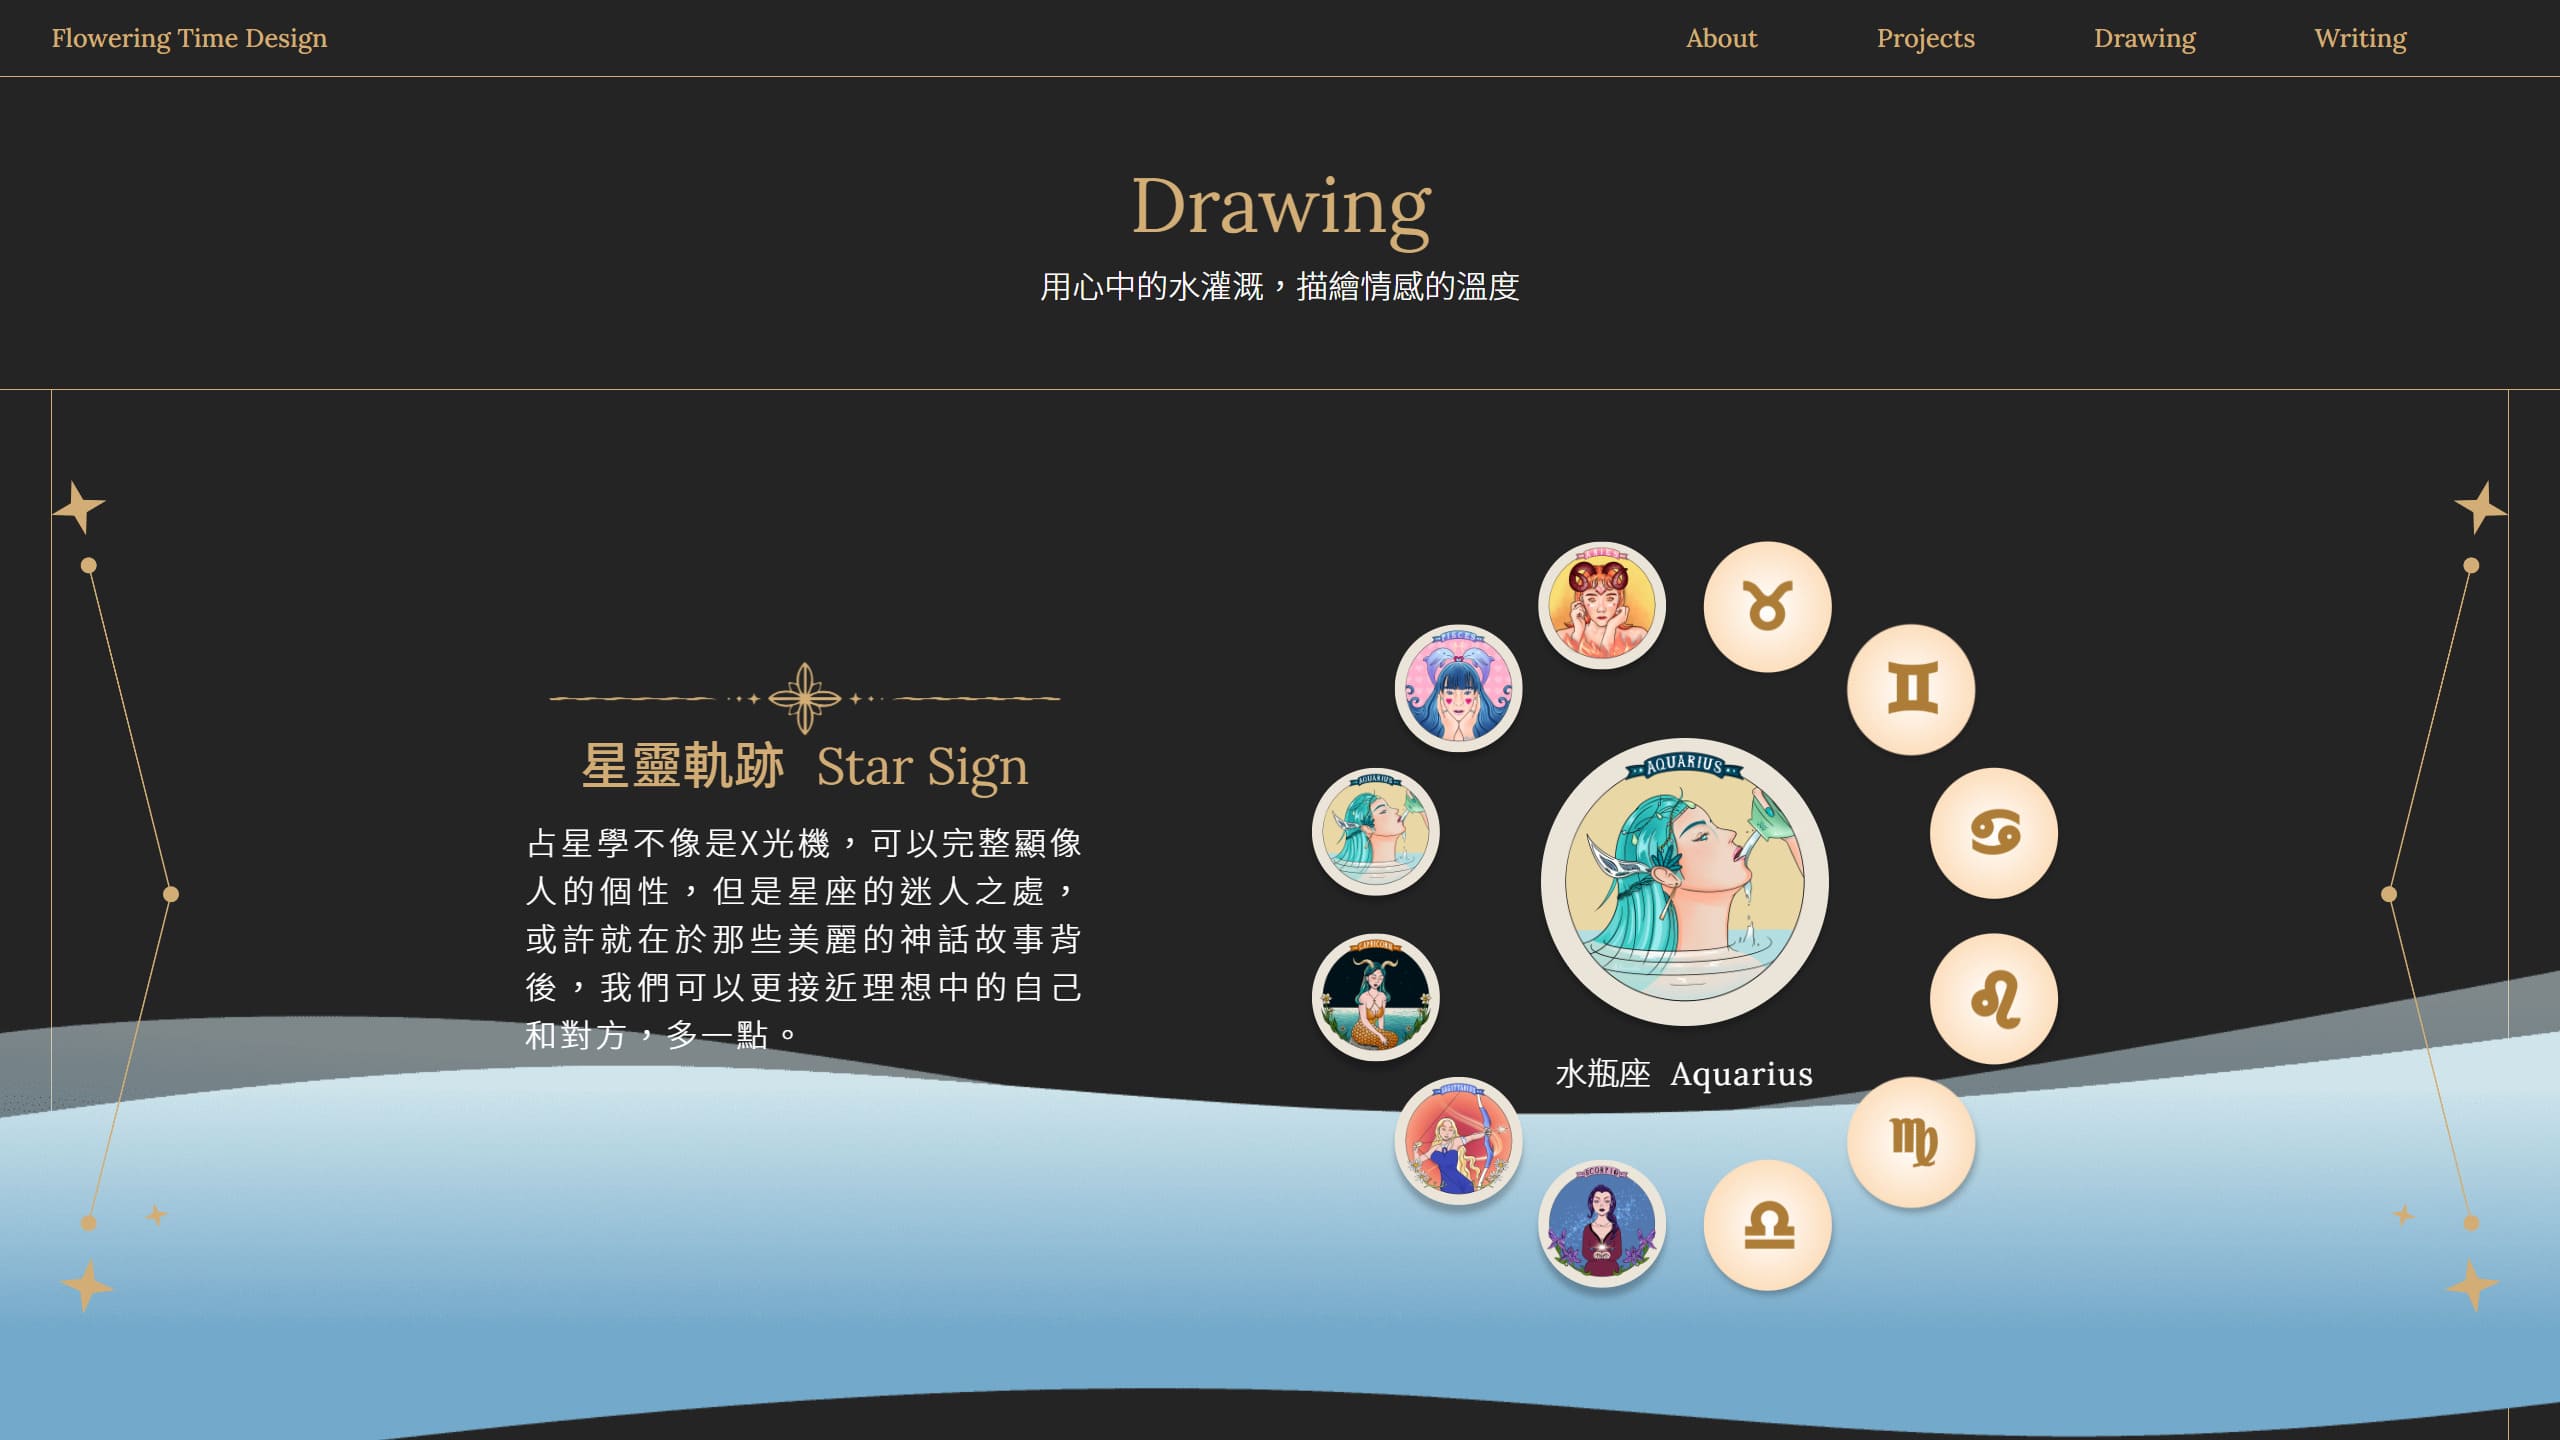 Flowering Time Design
About
Projects
Drawing
Writing
Drawing
用心中的水灌溉，描繪情感的溫度
星靈軌跡 Star Sign
占星學不像是X光機，可以完整顯像
人的個性，但是星座的迷人之處，
或許就在於那些美麗的神話故事背
後，我們可以更接近理想中的自己
和對方，多一點。
ARIES
PISCES
AQUARIUS
AQUARIUS
CAPRICORN
水瓶座 Aquarius
SAGITTARIUS
SCORPIO